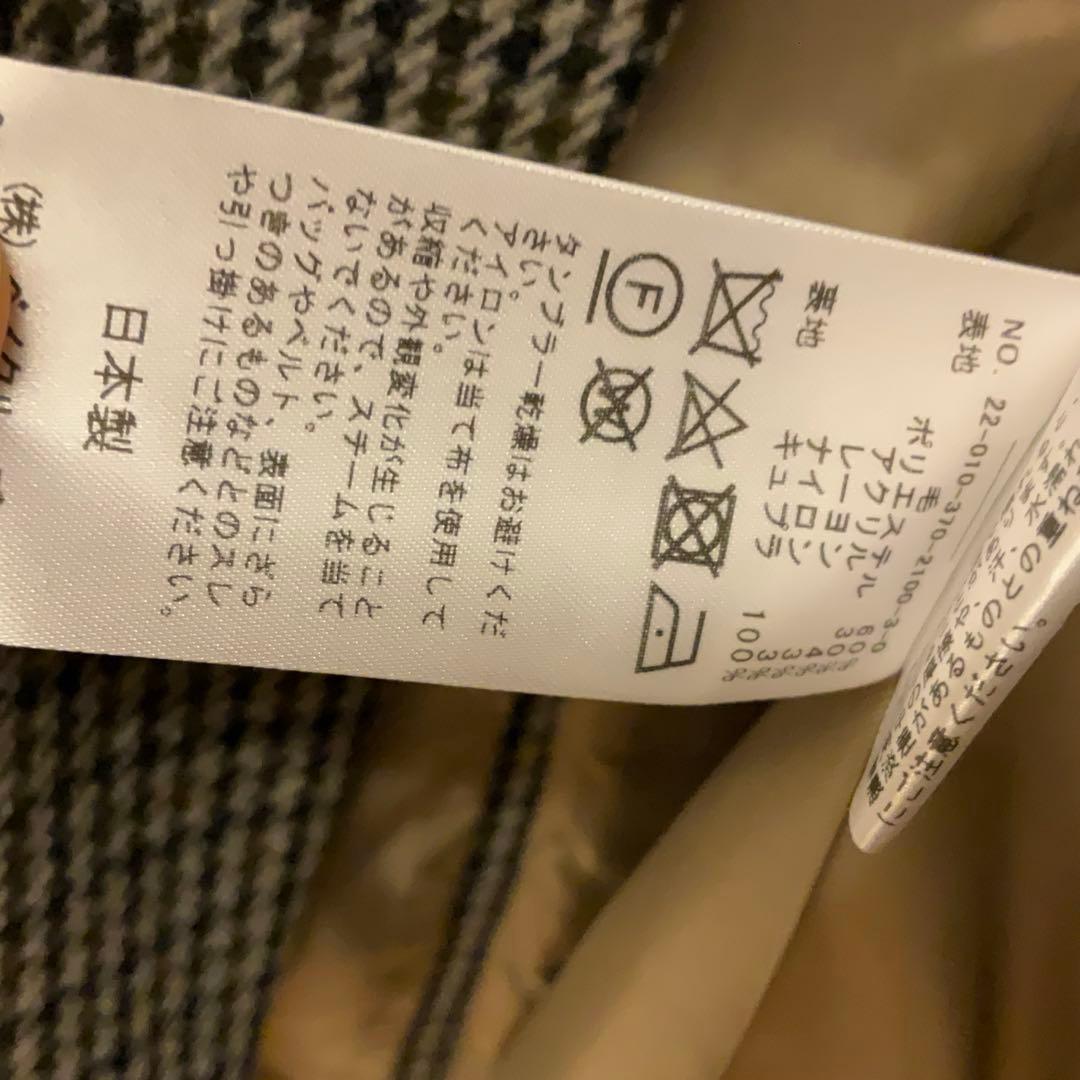 NO. 22-010-370-2100-3-0
表地
毛 60%
ポリエステル 30%
アクリル 4%
レーヨン 3%
ナイロン 3%
裏地 キュプラ 100%
F
W
タンブラー乾燥はお避けくだ
さい。
アイロンは当て布を使用して
ください。
収縮や外観変化が生じること
があるので、スチームを当て
ないでください。
バッグやベルト、表面にざら
つきのあるものなどとのスレ
や引っ掛けにご注意ください。
日本製
(株)